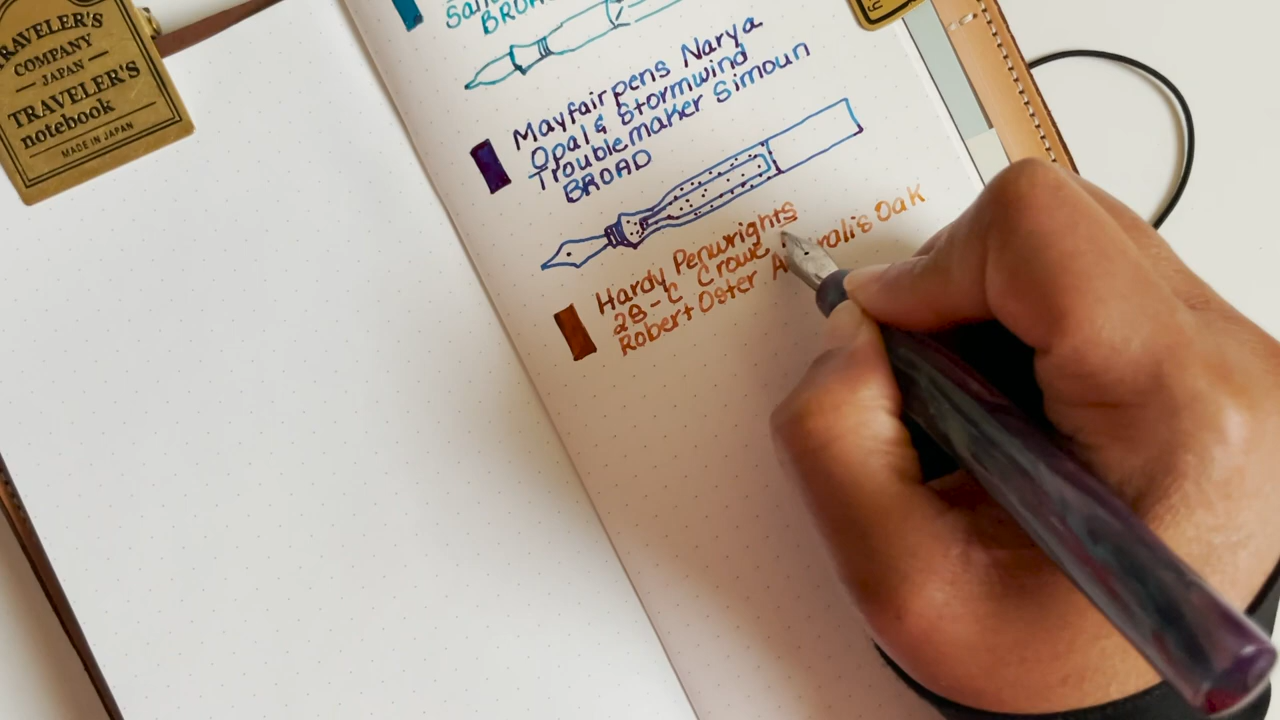 TRAVELER'S
COMPANY
JAPAN
TRAVELER'S
notebook
MADE IN JAPAN
BROAD
Mayfair pens Narya
Opal & Stormwind
Troublemaker Simoun
BROAD
Hardy Penwrights
28-C Crowe
Robert Oster Oak